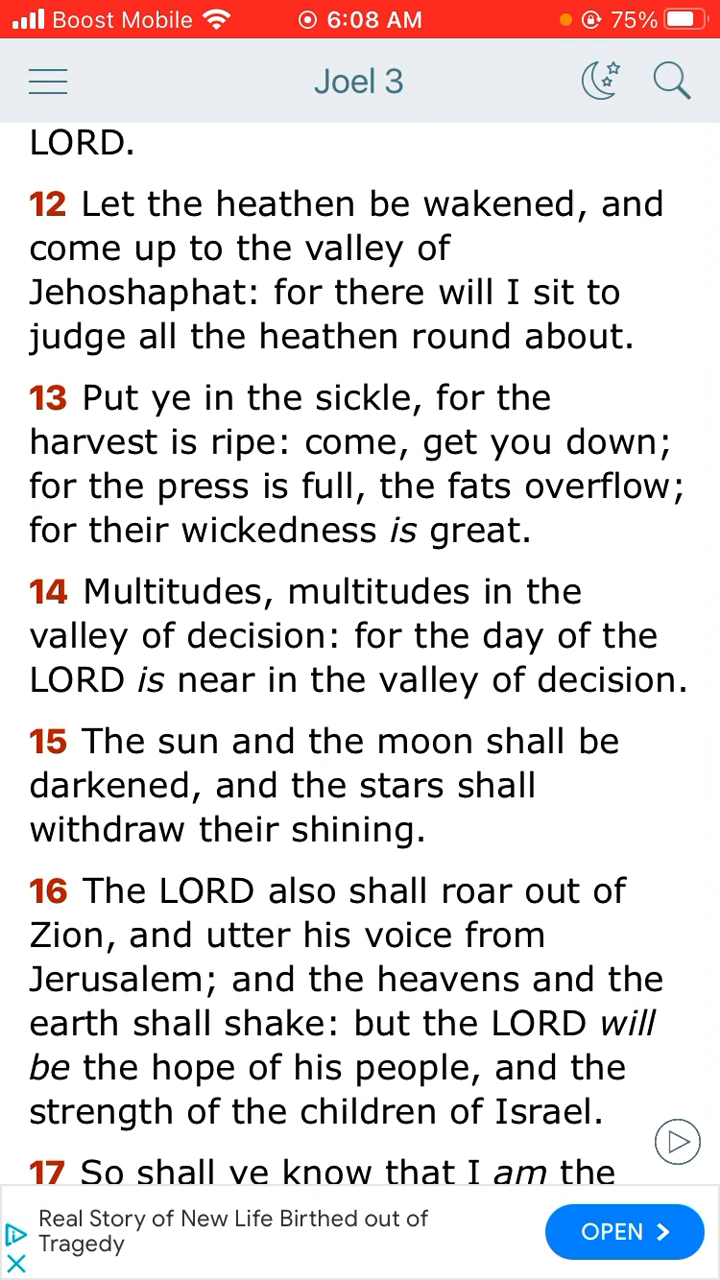 Boost Mobile 6:08 AM 75%
Joel 3
LORD.
12 Let the heathen be wakened, and
come up to the valley of
Jehoshaphat: for there will I sit to
judge all the heathen round about.
13 Put ye in the sickle, for the
harvest is ripe: come, get you down;
for the press is full, the fats overflow;
for their wickedness is great.
14 Multitudes, multitudes in the
valley of decision: for the day of the
LORD is near in the valley of decision.
15 The sun and the moon shall be
darkened, and the stars shall
withdraw their shining.
16 The LORD also shall roar out of
Zion, and utter his voice from
Jerusalem; and the heavens and the
earth shall shake: but the LORD will
be the hope of his people, and the
strength of the children of Israel.
17 So shall ye know that I am the
Real Story of New Life Birthed out of
Tragedy
OPEN